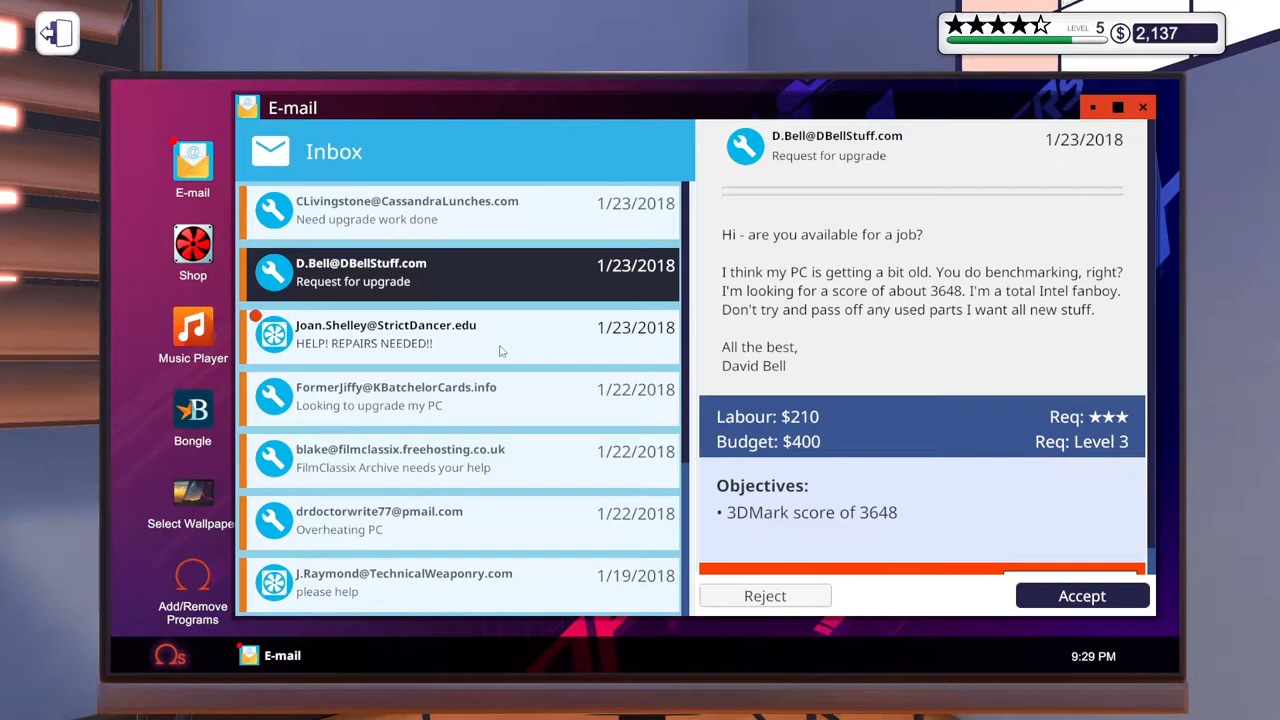 LEVEL 5 $ 2,137
E-mail
Inbox
CLivingstone@CassandraLunches.com 1/23/2018
Need upgrade work done
D.Bell@DBellStuff.com 1/23/2018
Request for upgrade
Joan.Shelley@StrictDancer.edu 1/23/2018
HELP! REPAIRS NEEDED!!
FormerJiffy@KBatchelorCards.info 1/22/2018
Looking to upgrade my PC
blake@filmclassix.freehosting.co.uk 1/22/2018
FilmClassix Archive needs your help
drdoctorwrite77@pmail.com 1/22/2018
Overheating PC
J.Raymond@TechnicalWeaponry.com 1/19/2018
please help
D.Bell@DBellStuff.com 1/23/2018
Request for upgrade
Hi - are you available for a job?
I think my PC is getting a bit old. You do benchmarking, right?
I'm looking for a score of about 3648. I'm a total Intel fanboy.
Don't try and pass off any used parts I want all new stuff.
All the best,
David Bell
Labour: $210 Req: ★★★
Budget: $400 Req: Level 3
Objectives:
• 3DMark score of 3648
Reject Accept
E-mail
Shop
Music Player
Bongle
Select Wallpape
Add/Remove
Programs
Ωs E-mail 9:29 PM